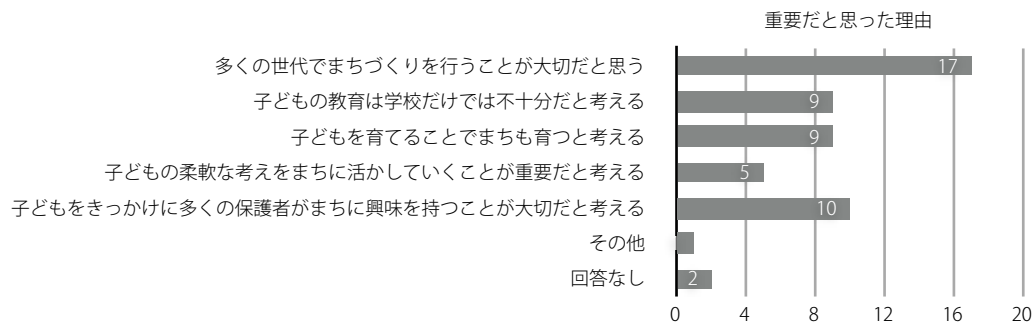 重要だと思った理由
多くの世代でまちづくりを行うことが大切だと思う 17
子どもの教育は学校だけでは不十分だと考える 9
子どもを育てることでまちも育つと考える 9
子どもの柔軟な考えをまちに活かしていくことが重要だと考える 5
子どもをきっかけに多くの保護者がまちに興味を持つことが大切だと考える 10
その他
回答なし 2
0 4 8 12 16 20